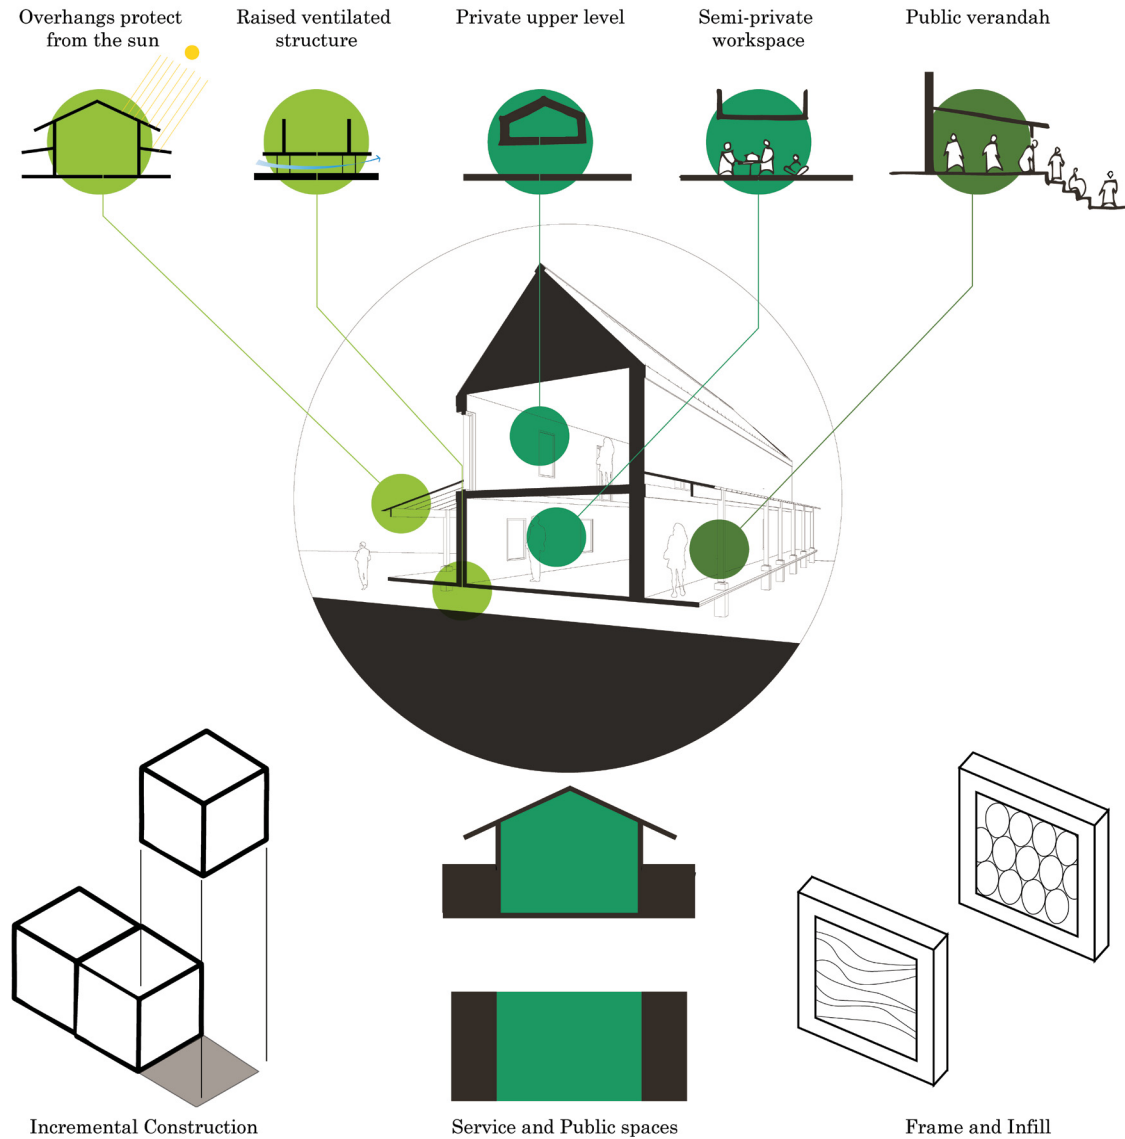 Overhangs protect
from the sun
Raised ventilated
structure
Private upper level
Semi-private
workspace
Public verandah
Incremental Construction
Service and Public spaces
Frame and Infill